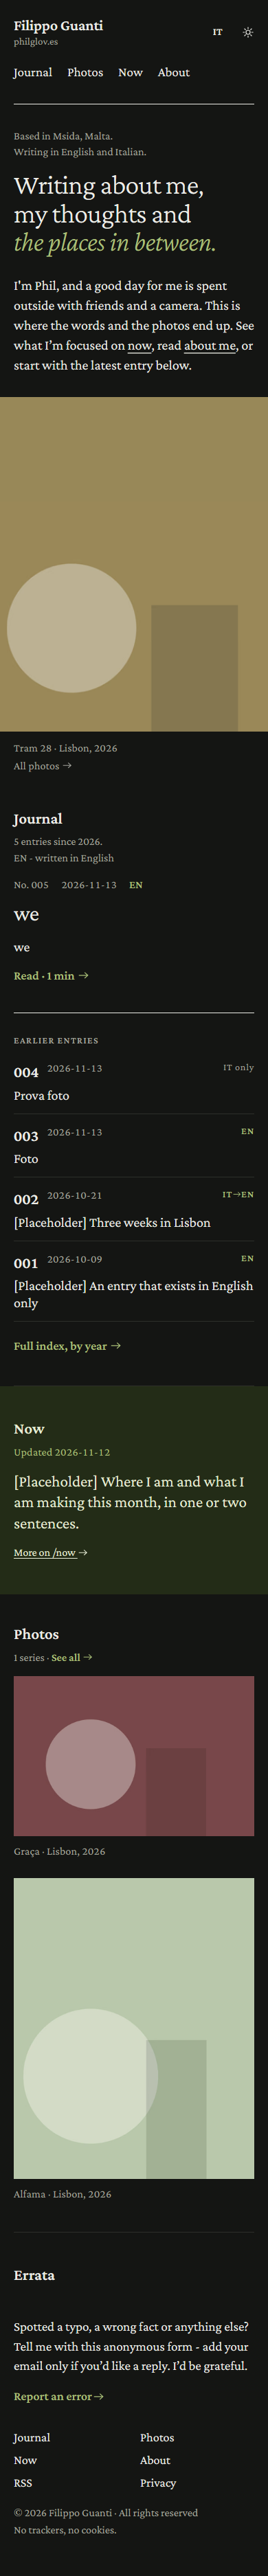 Filippo Guanti
philglov.es
IT
Journal Photos Now About
Based in Msida, Malta.
Writing in English and Italian.
Writing about me,
my thoughts and
the places in between.
I'm Phil, and a good day for me is spent
outside with friends and a camera. This is
where the words and the photos end up. See
what I'm focused on now, read about me, or
start with the latest entry below.
Tram 28 · Lisbon, 2026
All photos →
Journal
5 entries since 2026.
EN - written in English
No. 005 2026-11-13 EN
we
we
Read · 1 min →
EARLIER ENTRIES
004 2026-11-13 IT only
Prova foto
003 2026-11-13 EN
Foto
002 2026-10-21 IT→EN
[Placeholder] Three weeks in Lisbon
001 2026-10-09 EN
[Placeholder] An entry that exists in English
only
Full index, by year →
Now
Updated 2026-11-12
[Placeholder] Where I am and what I
am making this month, in one or two
sentences.
More on /now →
Photos
1 series · See all →
Graça · Lisbon, 2026
Alfama · Lisbon, 2026
Errata
Spotted a typo, a wrong fact or anything else?
Tell me with this anonymous form - add your
email only if you'd like a reply. I'd be grateful.
Report an error→
Journal Photos
Now About
RSS Privacy
© 2026 Filippo Guanti · All rights reserved
No trackers, no cookies.